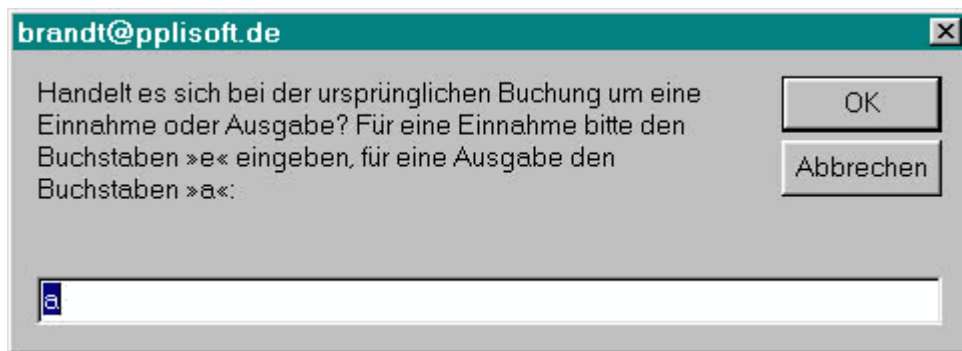 brandt@pplisoft.de
Handelt es sich bei der ursprünglichen Buchung um eine
Einnahme oder Ausgabe? Für eine Einnahme bitte den
Buchstaben »e« eingeben, für eine Ausgabe den
Buchstaben »a«:
OK
Abbrechen
a